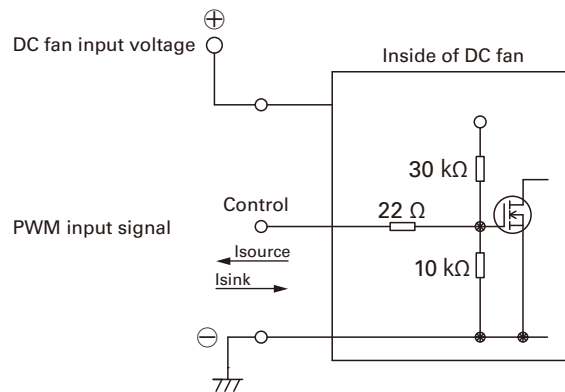 ⊕
DC fan input voltage
Inside of DC fan
30 kΩ
Control
22 Ω
PWM input signal
Isource
10 kΩ
Isink
⊖